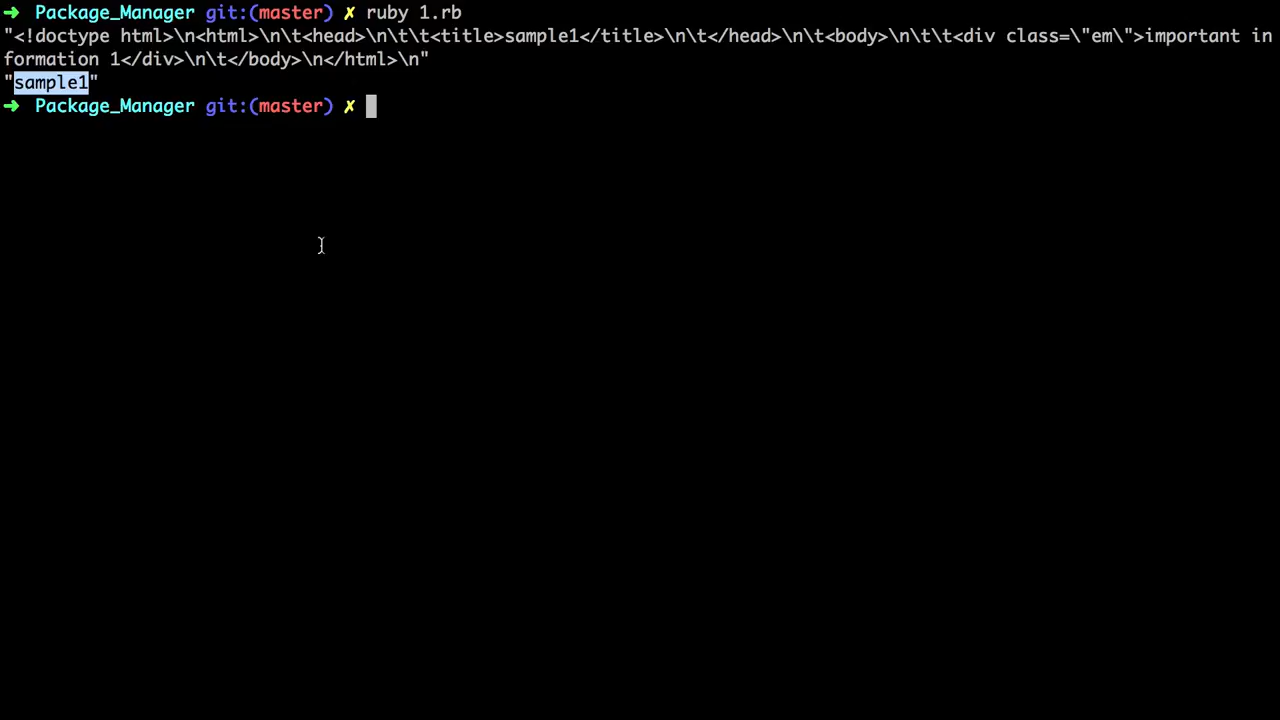 ➜  Package_Manager git:(master) ✗ ruby 1.rb
"<!doctype html>\n<html>\n\t<head>\n\t\t<title>sample1</title>\n\t</head>\n\t<body>\n\t\t<div class=\"em\">important in
formation 1</div>\n\t</body>\n</html>\n"
"sample1"
➜  Package_Manager git:(master) ✗